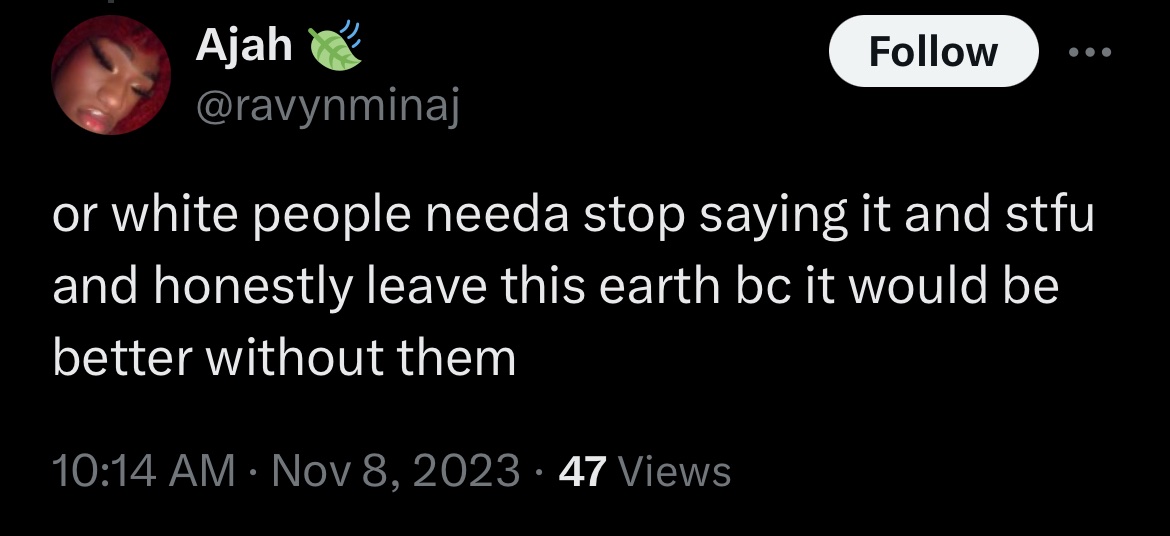 Ajah 🍃
Follow
@ravynminaj
or white people needa stop saying it and stfu
and honestly leave this earth bc it would be
better without them
10:14 AM · Nov 8, 2023 · 47 Views